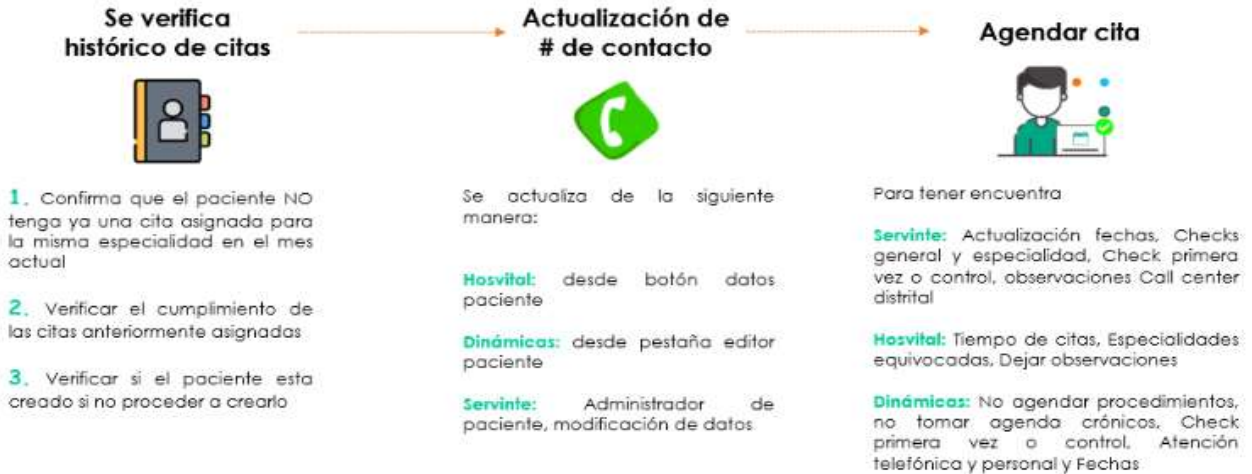 Se verifica
histórico de citas
1. Confirma que el paciente NO
tenga ya una cita asignada para
la misma especialidad en el mes
actual
2. Verificar el cumplimiento de
las citas anteriormente asignadas
3. Verificar si el paciente esta
creado si no proceder a crearlo
Actualización de
# de contacto
Se actualiza de la siguiente
manera:
Hosvital: desde botón datos
paciente
Dinámicas: desde pestaña editor
paciente
Servinte: Administrador de
paciente, modificación de datos
Agendar cita
Para tener encuentra
Servinte: Actualización fechas, Checks
general y especialidad, Check primera
vez o control, observaciones Call center
distrital
Hosvital: Tiempo de citas, Especialidades
equivocadas, Dejar observaciones
Dinámicas: No agendar procedimientos,
no tomar agenda crónicos, Check
primera vez o control, Atención
telefónica y personal y Fechas